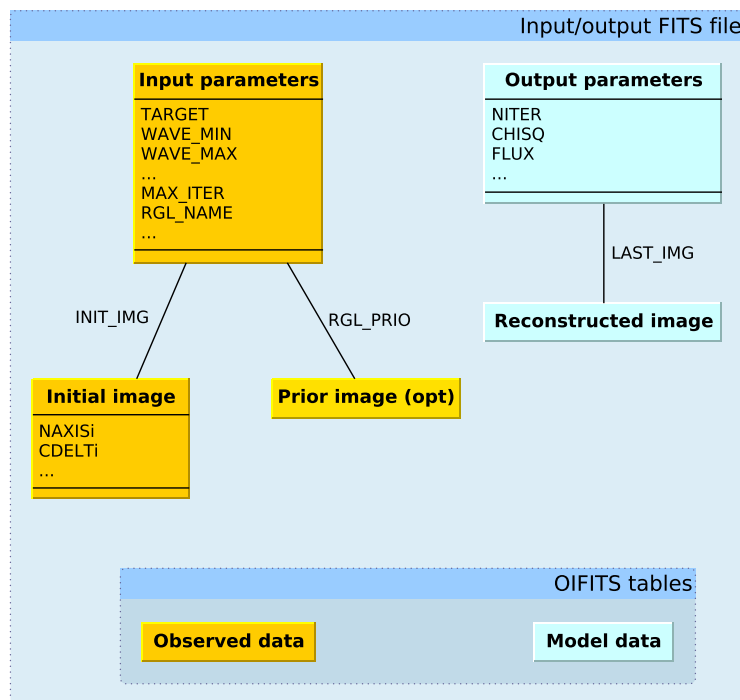 Input/output FITS file
Input parameters
TARGET
WAVE_MIN
WAVE_MAX
...
MAX_ITER
RGL_NAME
...
Output parameters
NITER
CHISQ
FLUX
...
INIT_IMG
RGL_PRIO
LAST_IMG
Initial image
NAXISi
CDELTi
...
Prior image (opt)
Reconstructed image
OIFITS tables
Observed data
Model data